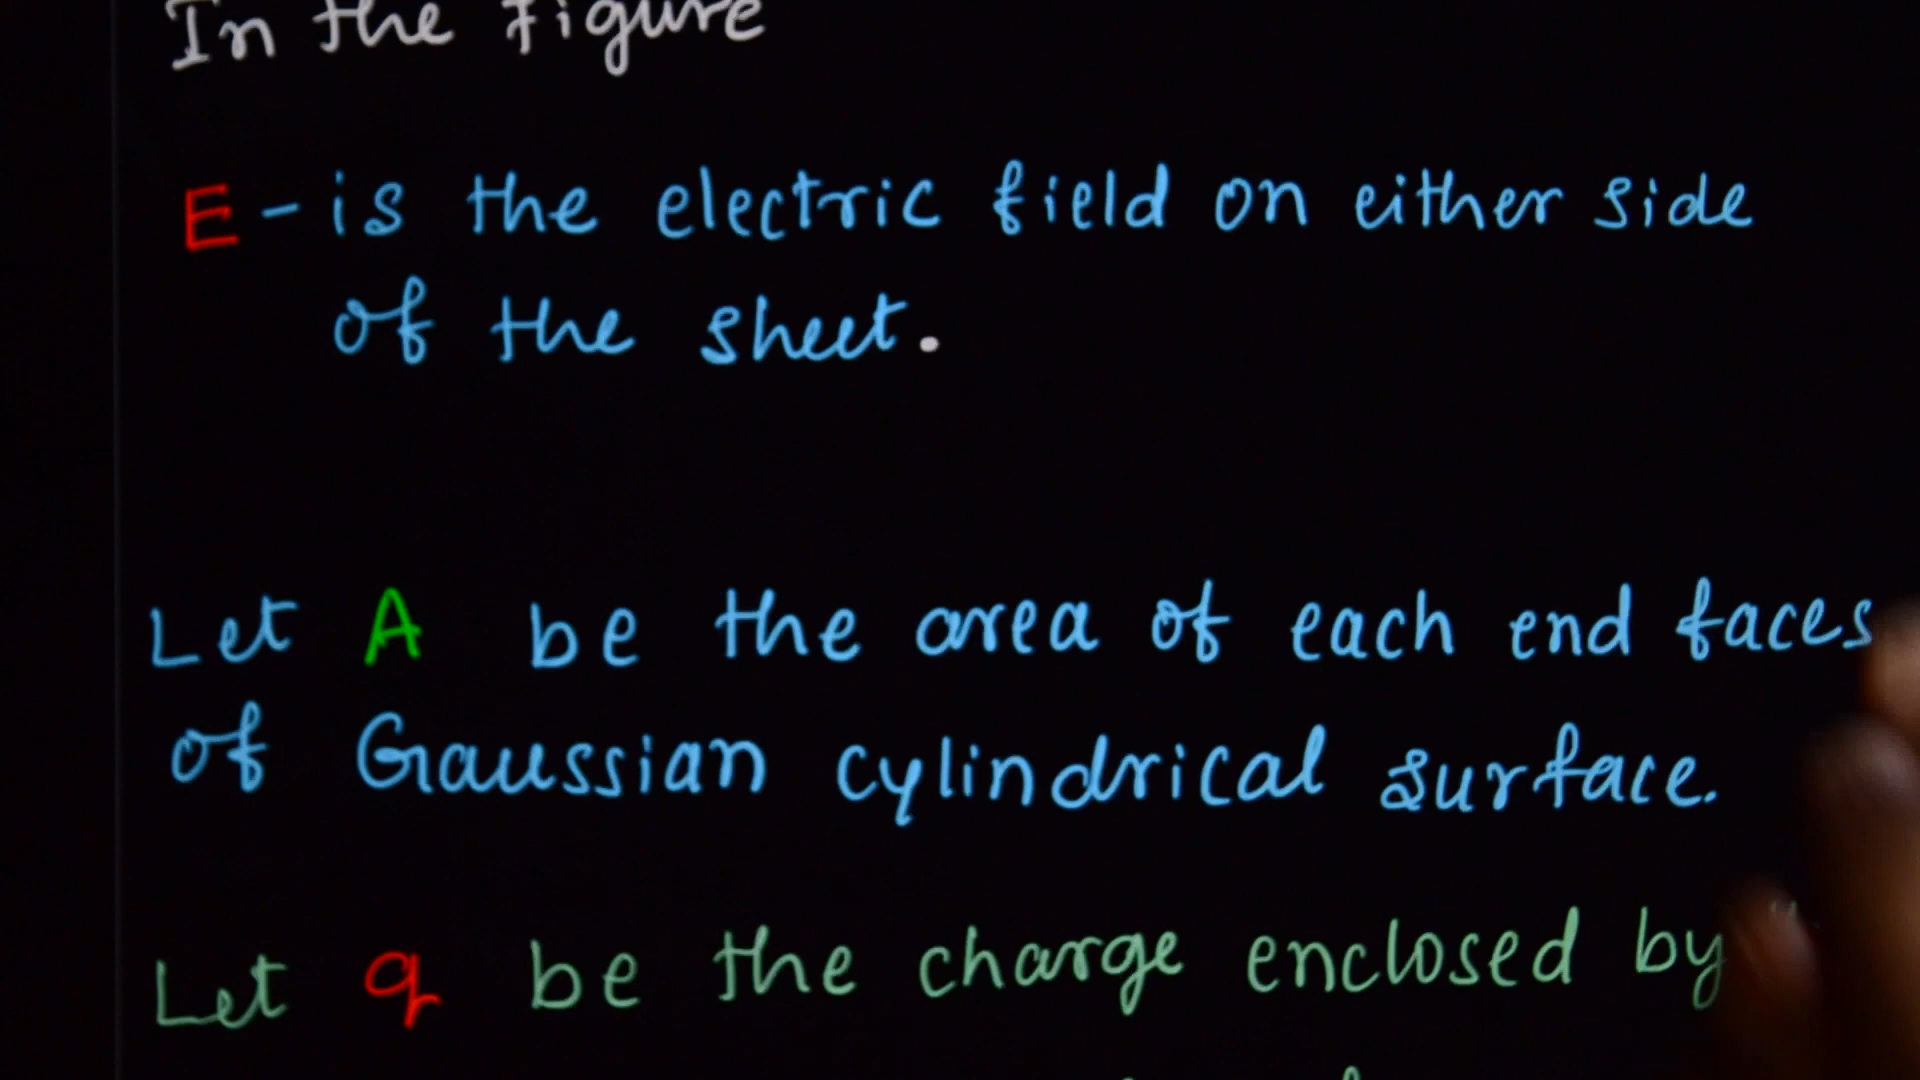 In the Figure
E - is the electric field on either side
of the sheet.
Let A be the area of each end faces
of Gaussian cylindrical surface.
Let q be the charge enclosed by